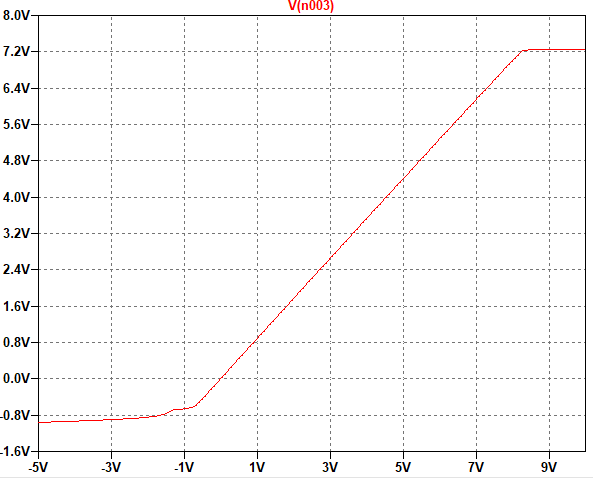 V(n003)
8.0V
7.2V
6.4V
5.6V
4.8V
4.0V
3.2V
2.4V
1.6V
0.8V
0.0V
-0.8V
-1.6V
-5V -3V -1V 1V 3V 5V 7V 9V